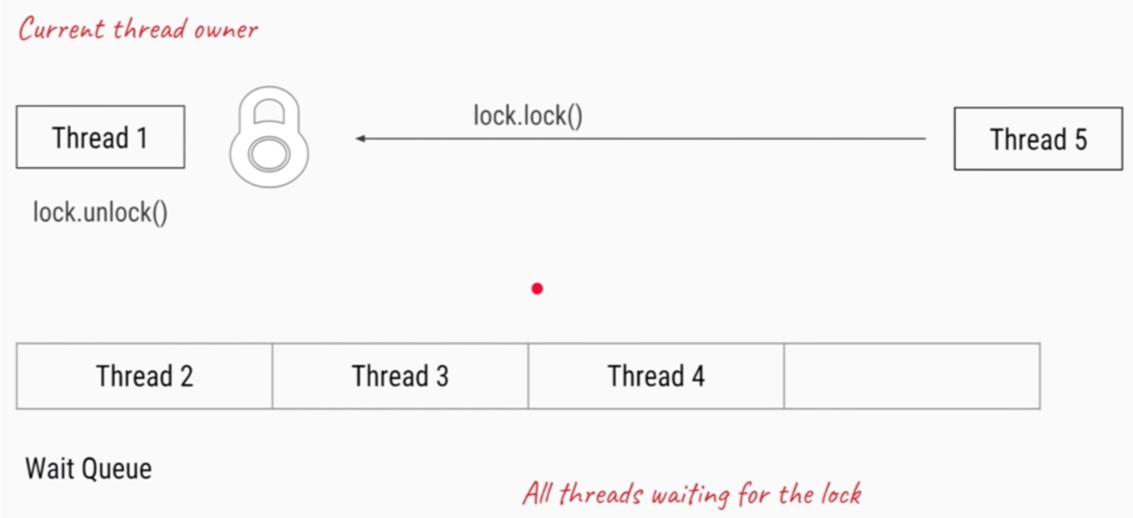 Current thread owner
Thread 1
lock.lock()
Thread 5
lock.unlock()
Thread 2
Thread 3
Thread 4
Wait Queue
All threads waiting for the lock